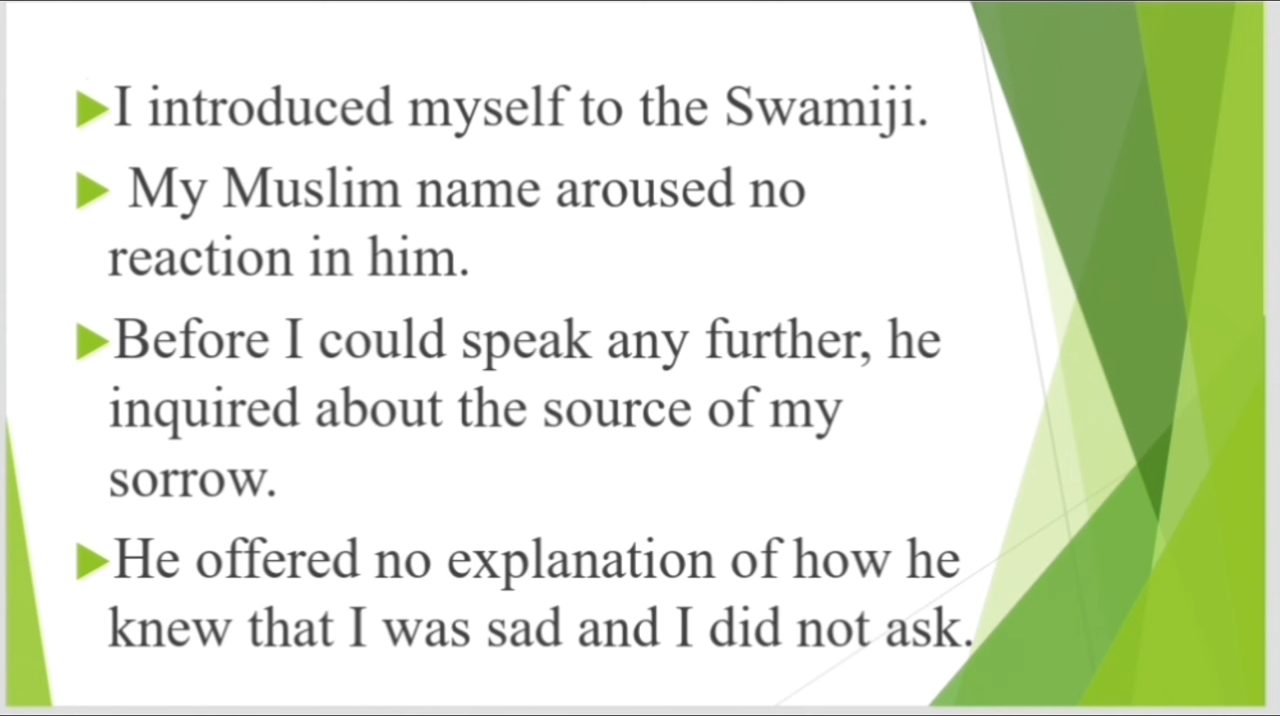 I introduced myself to the Swamiji.
My Muslim name aroused no
reaction in him.
Before I could speak any further, he
inquired about the source of my
sorrow.
He offered no explanation of how he
knew that I was sad and I did not ask.